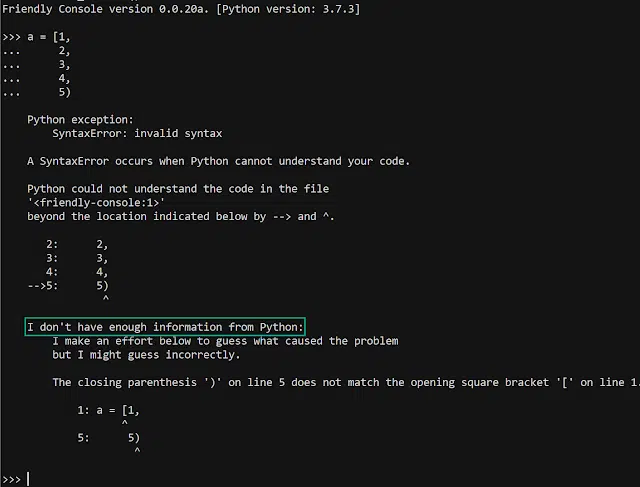 Friendly Console version 0.0.20a. [Python version: 3.7.3]
>>> a = [1,
...      2,
...      3,
...      4,
...      5)
Python exception:
SyntaxError: invalid syntax
A SyntaxError occurs when Python cannot understand your code.
Python could not understand the code in the file
'<friendly-console:1>'
beyond the location indicated below by --> and ^.
2:      2,
3:      3,
4:      4,
-->5:      5)
^
I don't have enough information from Python:
I make an effort below to guess what caused the problem
but I might guess incorrectly.
The closing parenthesis ')' on line 5 does not match the opening square bracket '[' on line 1.
1: a = [1,
^
5:      5)
^
>>>